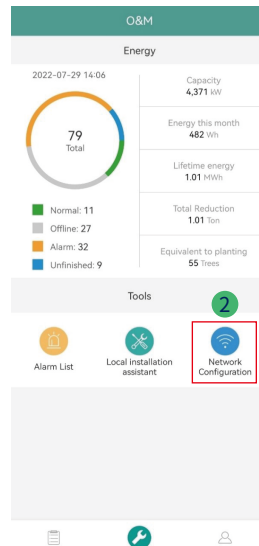 O&M
Energy
2022-07-29 14:06
79
Total
Normal: 11
Offline: 27
Alarm: 32
Unfinished: 9
Capacity
4,371 kW
Energy this month
482 Wh
Lifetime energy
1.01 MWh
Total Reduction
1.01 Ton
Equivalent to planting
55 Trees
Tools
2
Alarm List
Local installation
assistant
Network
Configuration